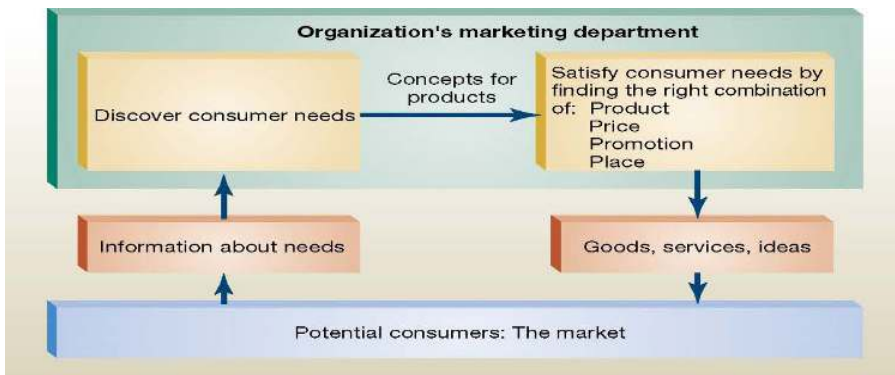 Organization's marketing department
Discover consumer needs
Concepts for
products
Satisfy consumer needs by
finding the right combination
of: Product
Price
Promotion
Place
Information about needs
Goods, services, ideas
Potential consumers: The market